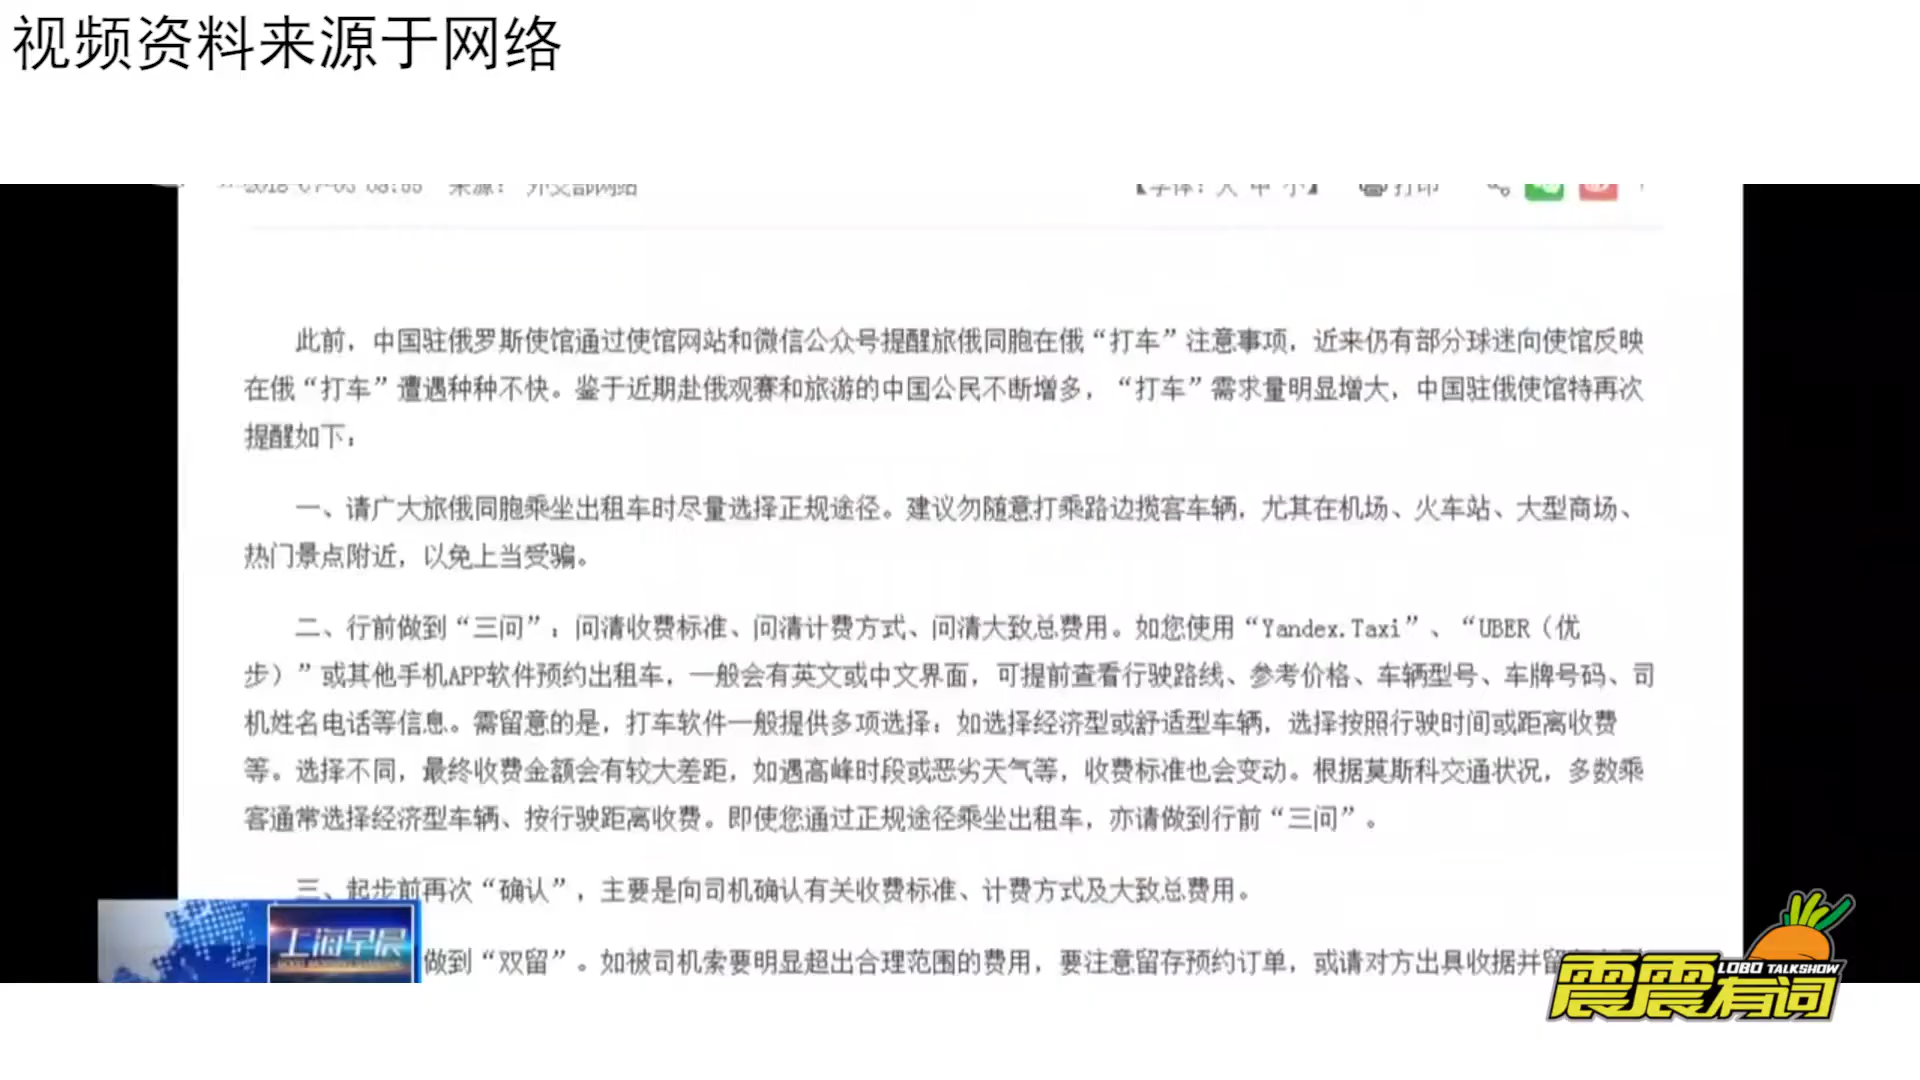 视频资料来源于网络
2018-07-03 08:55 来源： 外交部网站 【字体：大 中 小】 打印
此前，中国驻俄罗斯使馆通过使馆网站和微信公众号提醒旅俄同胞在俄“打车”注意事项，近来仍有部分球迷向使馆反映
在俄“打车”遭遇种种不快。鉴于近期赴俄观赛和旅游的中国公民不断增多，“打车”需求量明显增大，中国驻俄使馆特再次
提醒如下：
一、请广大旅俄同胞乘坐出租车时尽量选择正规途径。建议勿随意打乘路边揽客车辆，尤其在机场、火车站、大型商场、
热门景点附近，以免上当受骗。
二、行前做到“三问”：问清收费标准、问清计费方式、问清大致总费用。如您使用“Yandex.Taxi”、“UBER（优
步）”或其他手机APP软件预约出租车，一般会有英文或中文界面，可提前查看行驶路线、参考价格、车辆型号、车牌号码、司
机姓名电话等信息。需留意的是，打车软件一般提供多项选择：如选择经济型或舒适型车辆，选择按照行驶时间或距离收费
等。选择不同，最终收费金额会有较大差距，如遇高峰时段或恶劣天气等，收费标准也会变动。根据莫斯科交通状况，多数乘
客通常选择经济型车辆、按行驶距离收费。即使您通过正规途径乘坐出租车，亦请做到行前“三问”。
三、起步前再次“确认”，主要是向司机确认有关收费标准、计费方式及大致总费用。
做到“双留”。如被司机索要明显超出合理范围的费用，要注意留存预约订单，或请对方出具收据并留
上海早晨
LOBO TALKSHOW
震震有词